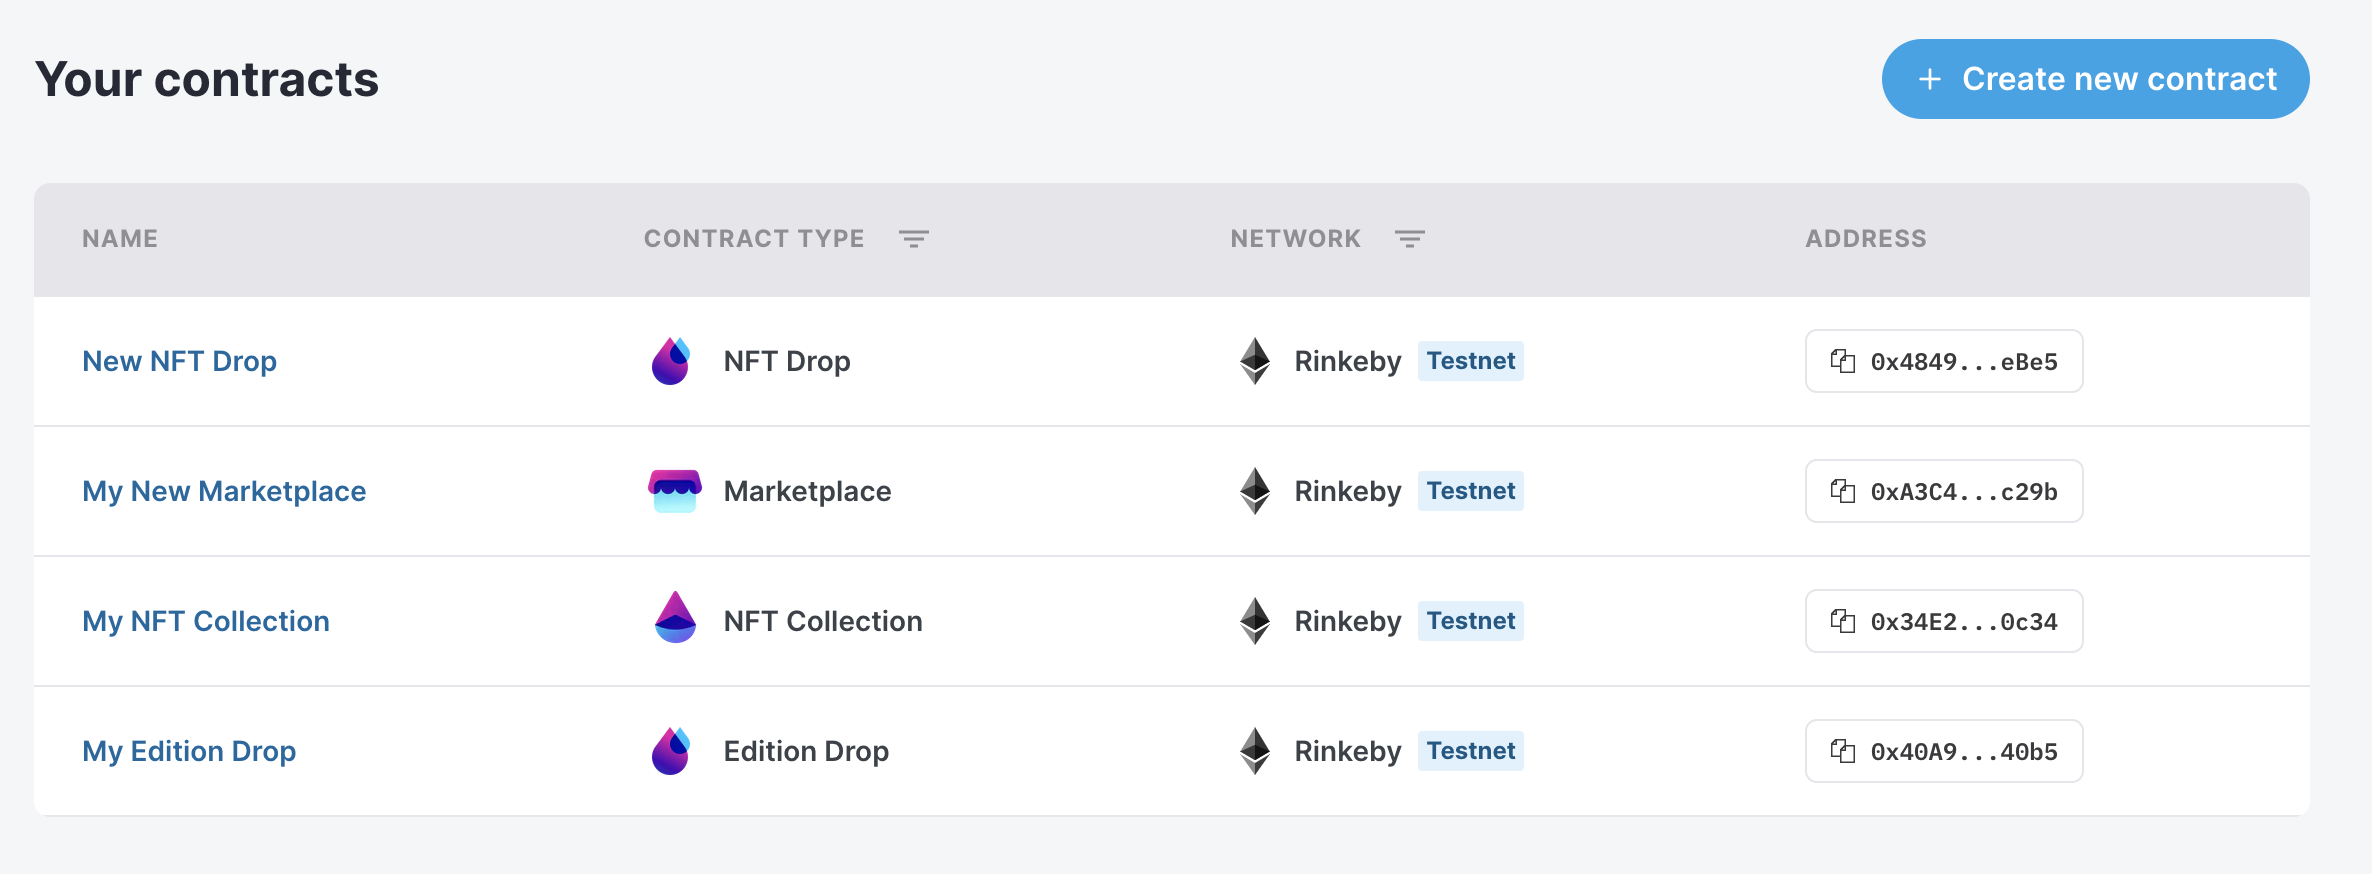 Your contracts
+ Create new contract
NAME CONTRACT TYPE NETWORK ADDRESS
New NFT Drop NFT Drop Rinkeby Testnet 0x4849...eBe5
My New Marketplace Marketplace Rinkeby Testnet 0xA3C4...c29b
My NFT Collection NFT Collection Rinkeby Testnet 0x34E2...0c34
My Edition Drop Edition Drop Rinkeby Testnet 0x40A9...40b5